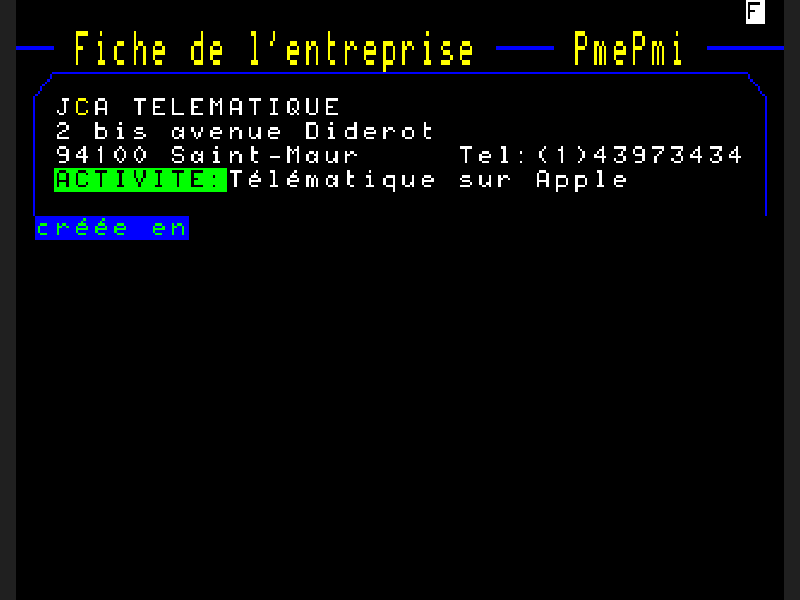 F
Fiche de l'entreprise PmePmi
JCA TELEMATIQUE
2 bis avenue Diderot
94100 Saint-Maur Tel:(1)43973434
ACTIVITE:Télématique sur Apple
créée en